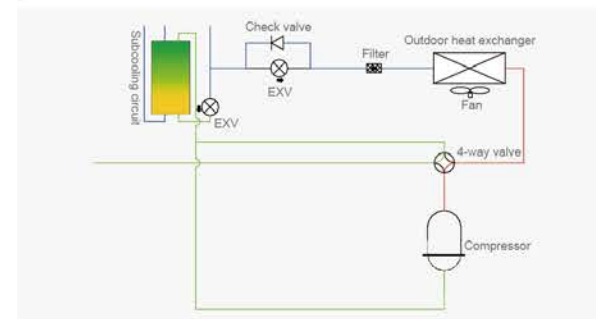 Check valve
Outdoor heat exchanger
Filter
Subcooling circuit
EXV
Fan
EXV
4-way valve
Compressor